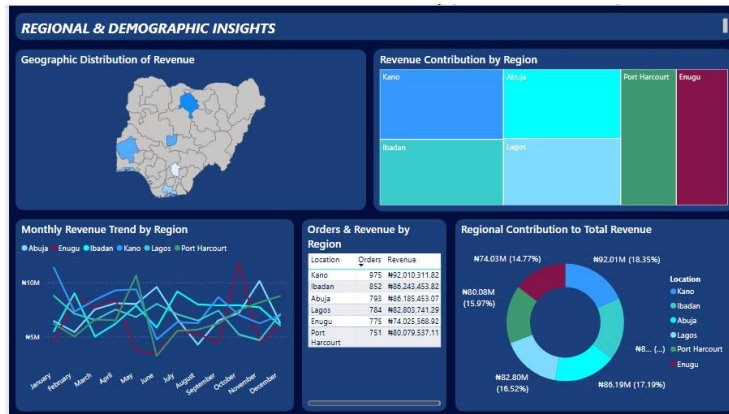 REGIONAL & DEMOGRAPHIC INSIGHTS
Geographic Distribution of Revenue
Revenue Contribution by Region
Kano
Abuja
Port Harcourt
Enugu
Ibadan
Lagos
Monthly Revenue Trend by Region
Abuja Enugu Ibadan Kano Lagos Port Harcourt
₦10M
₦5M
January
February
March
April
May
June
July
August
September
October
November
December
Orders & Revenue by
Region
Location Orders Revenue
Kano 975 ₦92,010,311.82
Ibadan 852 ₦86,243,453.82
Abuja 793 ₦86,185,453.07
Lagos 784 ₦82,803,741.29
Enugu 775 ₦74,025,568.92
Port 751 ₦80,079,537.11
Harcourt
Regional Contribution to Total Revenue
₦74.03M (14.77%)
₦92.01M (18.35%)
₦80.08M
(15.97%)
₦8... (...)
₦82.80M
(16.52%)
₦86.19M (17.19%)
Location
Kano
Ibadan
Abuja
Lagos
Port Harcourt
Enugu